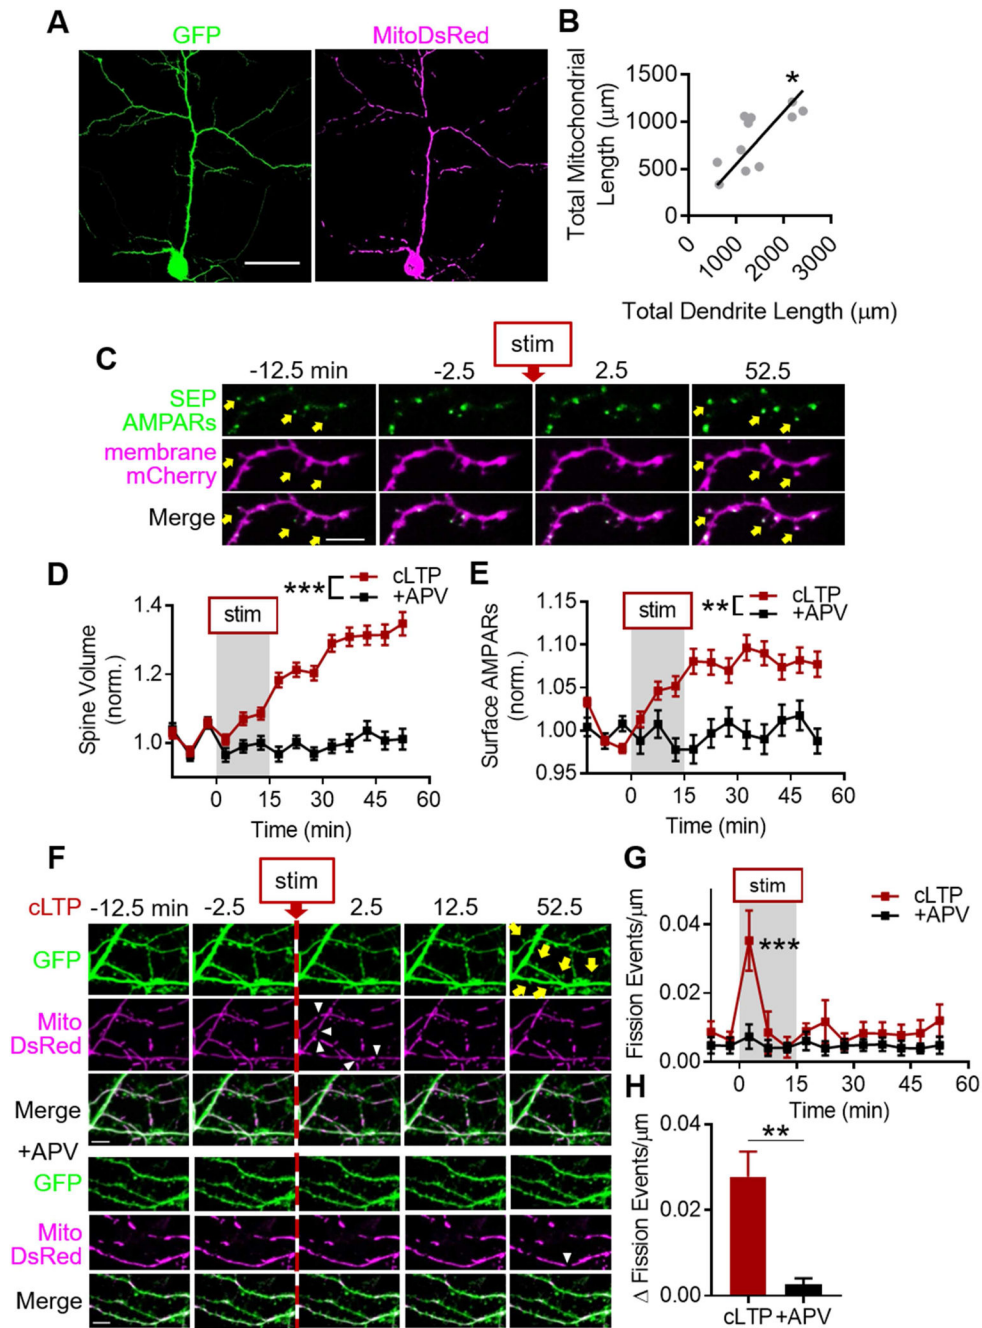 A
GFP
MitoDsRed
B
Total Mitochondrial
Length (μm)
1500
1000
500
0
0
1000
2000
3000
*
Total Dendrite Length (μm)
C
stim
-12.5 min
-2.5
2.5
52.5
SEP
AMPARs
membrane
mCherry
Merge
D
Spine Volume
(norm.)
1.4
1.2
1.0
stim
***
cLTP
+APV
0
15
30
45
60
Time (min)
E
Surface AMPARs
(norm.)
1.15
1.10
1.05
1.00
0.95
stim
**
cLTP
+APV
0
15
30
45
60
Time (min)
F
stim
cLTP
-12.5 min
-2.5
2.5
12.5
52.5
GFP
Mito
DsRed
Merge
+APV
GFP
Mito
DsRed
Merge
G
Fission Events/μm
0.04
0.02
0.00
stim
***
cLTP
+APV
0
15
30
45
60
Time (min)
H
Δ Fission Events/μm
0.04
0.02
0.00
**
cLTP
+APV